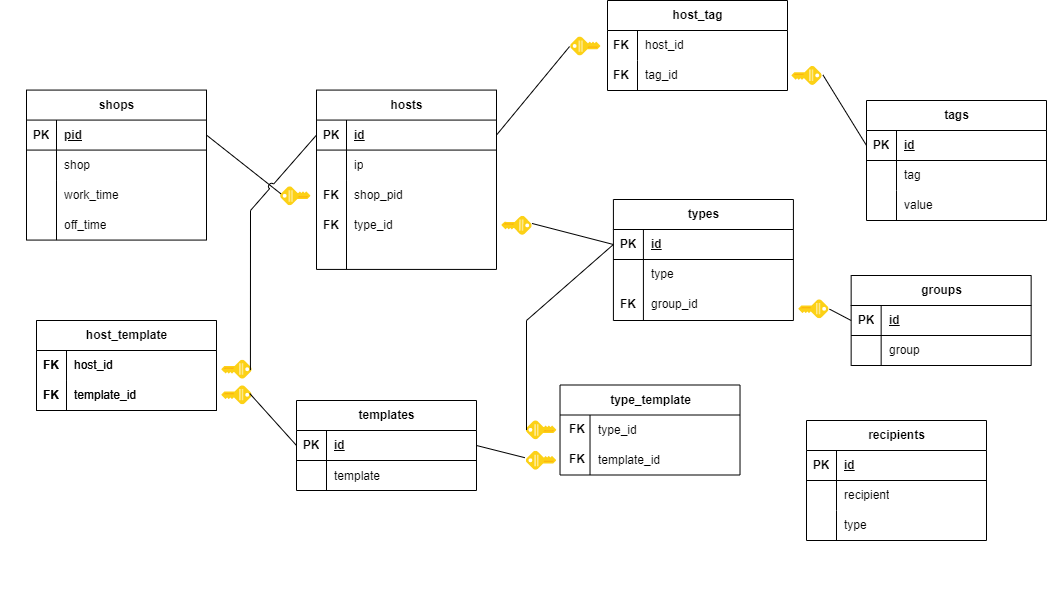 host_tag
FK host_id
FK tag_id
shops
PK pid
shop
work_time
off_time
hosts
PK id
ip
FK shop_pid
FK type_id
tags
PK id
tag
value
types
PK id
type
FK group_id
groups
PK id
group
host_template
FK host_id
FK template_id
templates
PK id
template
type_template
FK type_id
FK template_id
recipients
PK id
recipient
type